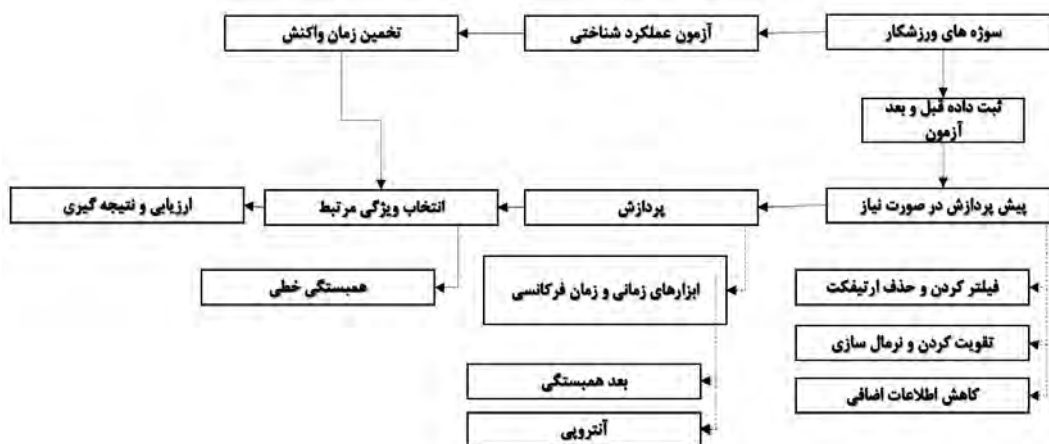 سوژه های ورزشکار
آزمون عملکرد شناختی
تخمین زمان واکنش
ثبت داده قبل و بعد
آزمون
پیش پردازش در صورت نیاز
پردازش
انتخاب ویژگی مرتبط
ارزیابی و نتیجه گیری
فیلتر کردن و حذف ارتیفکت
تقویت کردن و نرمال سازی
کاهش اطلاعات اضافی
ابزارهای زمانی و زمان فرکانسی
بعد همبستگی
آنتروپی
همبستگی خطی